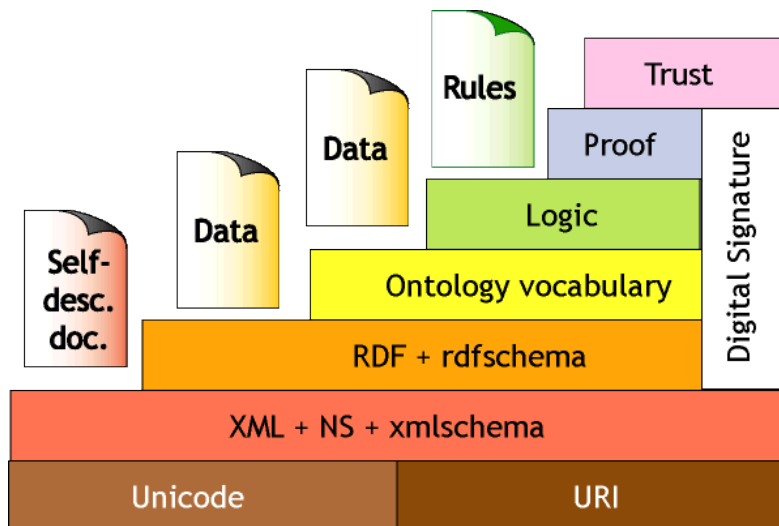 Trust
Rules
Proof
Data
Logic
Data
Digital Signature
Self-
desc.
doc.
Ontology vocabulary
RDF + rdfschema
XML + NS + xmlschema
Unicode
URI